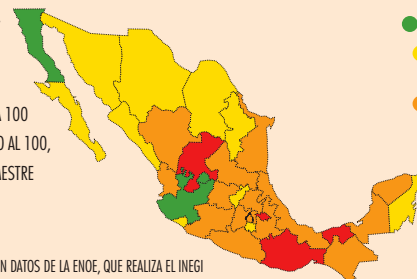 A 100
O AL 100,
ESTRE
N DATOS DE LA ENOE, QUE REALIZA EL INEGI